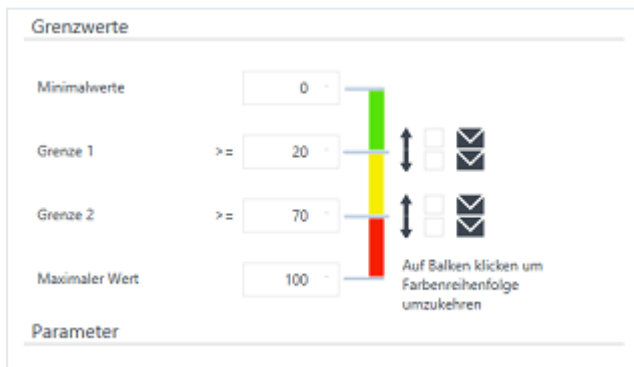 Grenzwerte
Minimalwerte 0
Grenze 1 >= 20
Grenze 2 >= 70
Maximaler Wert 100
Auf Balken klicken um
Farbenreihenfolge
umzukehren
Parameter